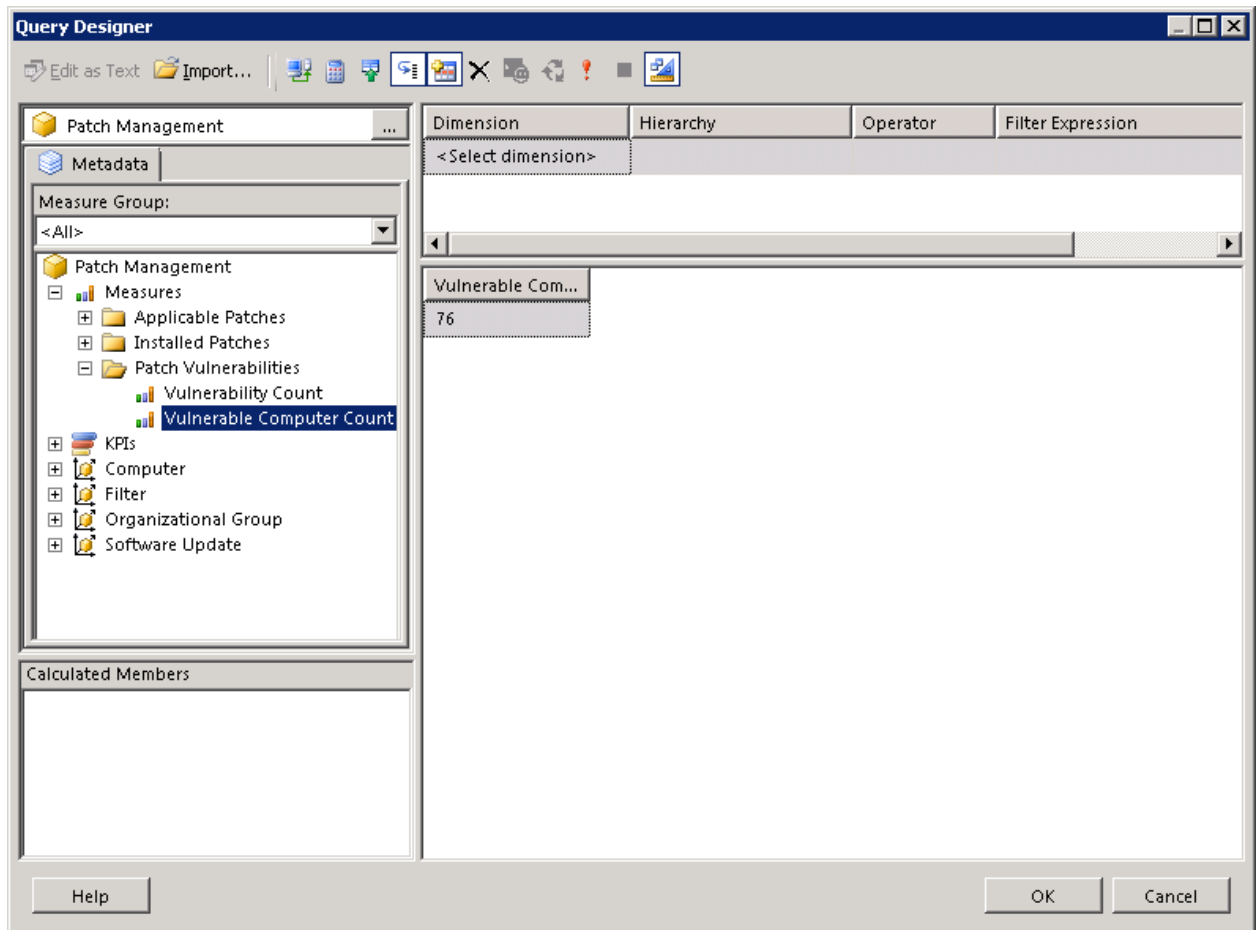 Query Designer
Edit as Text Import...
Patch Management ...
Metadata
Measure Group:
<All>
Patch Management
Measures
Applicable Patches
Installed Patches
Patch Vulnerabilities
Vulnerability Count
Vulnerable Computer Count
KPIs
Computer
Filter
Organizational Group
Software Update
Calculated Members
Dimension Hierarchy Operator Filter Expression
<Select dimension>
Vulnerable Com...
76
Help OK Cancel